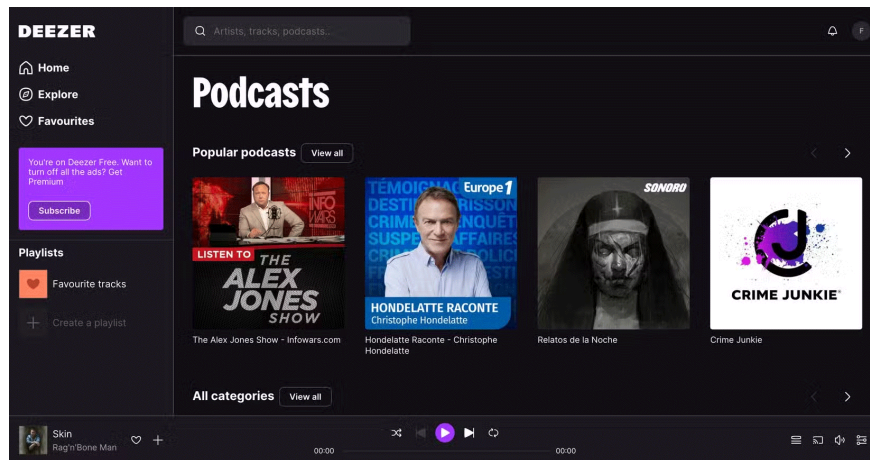 DEEZER
Artists, tracks, podcasts...
F
Home
Explore
Favourites
You're on Deezer Free. Want to
turn off all the ads? Get
Premium
Subscribe
Playlists
Favourite tracks
Create a playlist
Podcasts
Popular podcasts
View all
INFO
WARS
LISTEN TO THE
ALEX
JONES
SHOW
The Alex Jones Show - Infowars.com
Europe 1
HONDELATTE RACONTE
Christophe Hondelatte
Hondelatte Raconte - Christophe
Hondelatte
SONORO
Relatos de la Noche
CRIME JUNKIE
Crime Junkie
All categories
View all
Skin
Rag'n'Bone Man
00:00
00:00